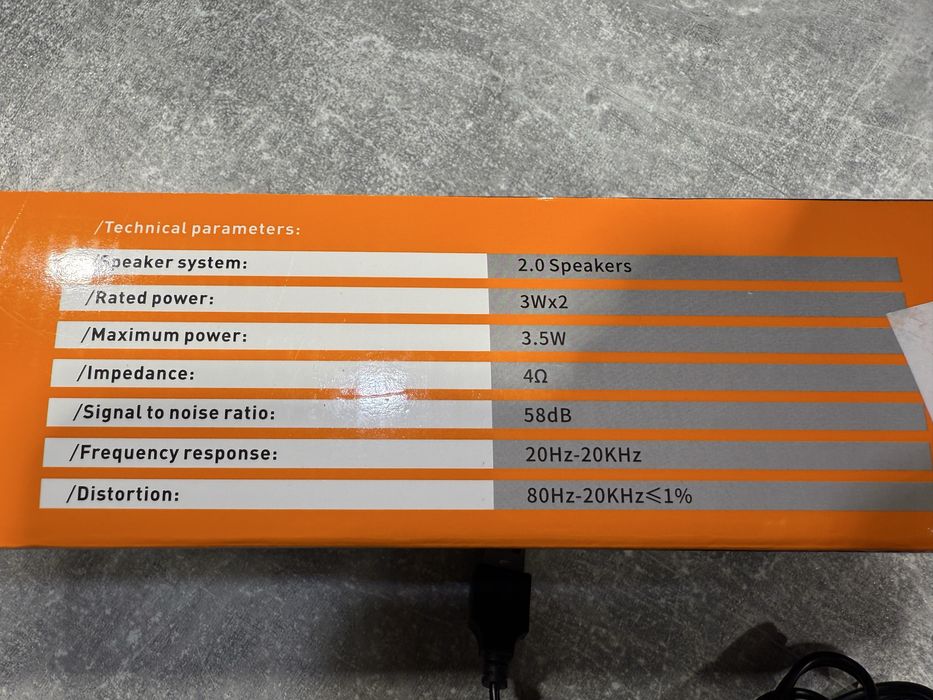 /Technical parameters:
/Speaker system: 2.0 Speakers
/Rated power: 3Wx2
/Maximum power: 3.5W
/Impedance: 4Ω
/Signal to noise ratio: 58dB
/Frequency response: 20Hz-20KHz
/Distortion: 80Hz-20KHz⩽1%